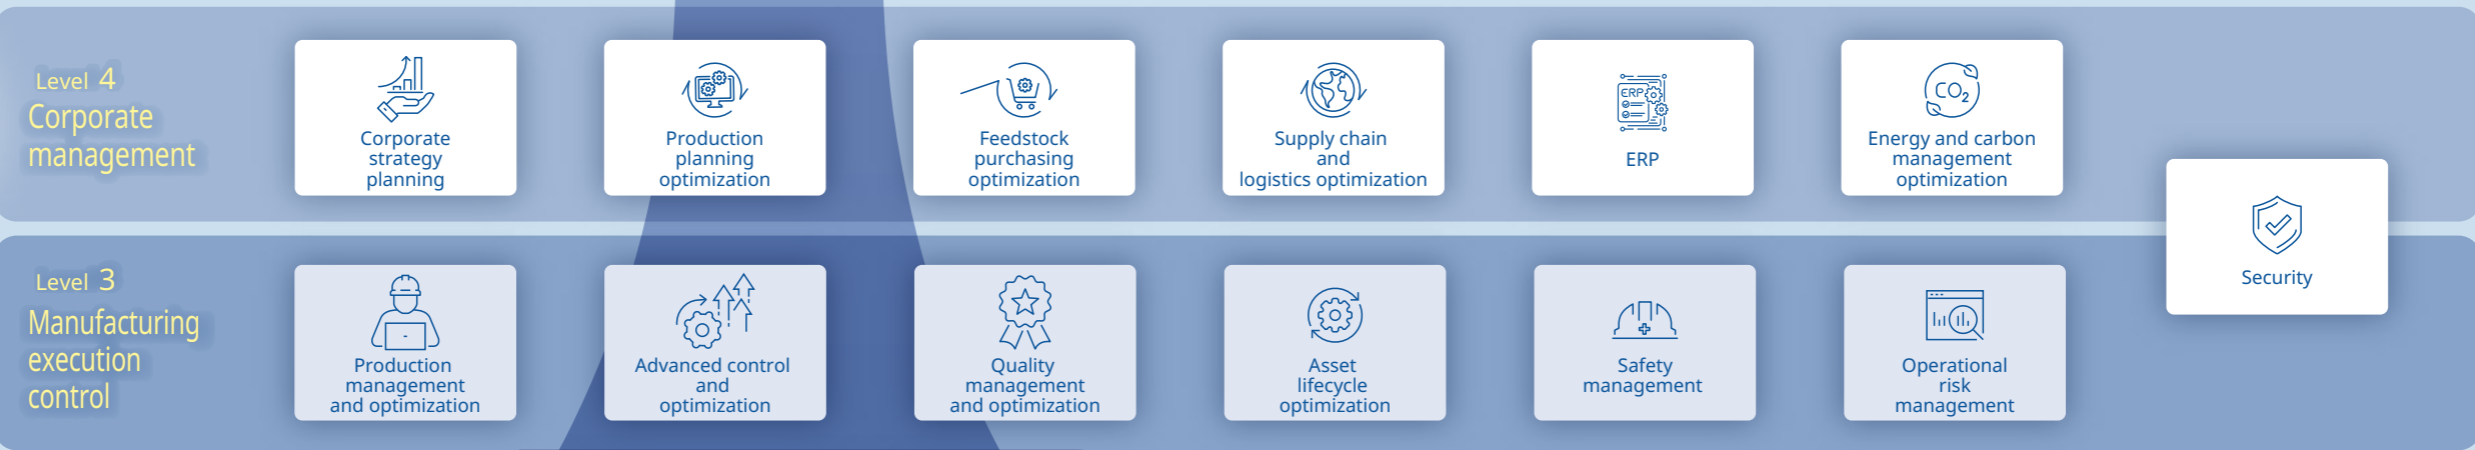 Level 4
Corporate
management
Corporate
strategy
planning
Production
planning
optimization
Feedstock
purchasing
optimization
Supply chain
and
logistics optimization
ERP
ERP
CO2
Energy and carbon
management
optimization
Security
Level 3
Manufacturing
execution
control
Production
management
and optimization
Advanced control
and
optimization
Quality
management
and optimization
Asset
lifecycle
optimization
Safety
management
Operational
risk
management